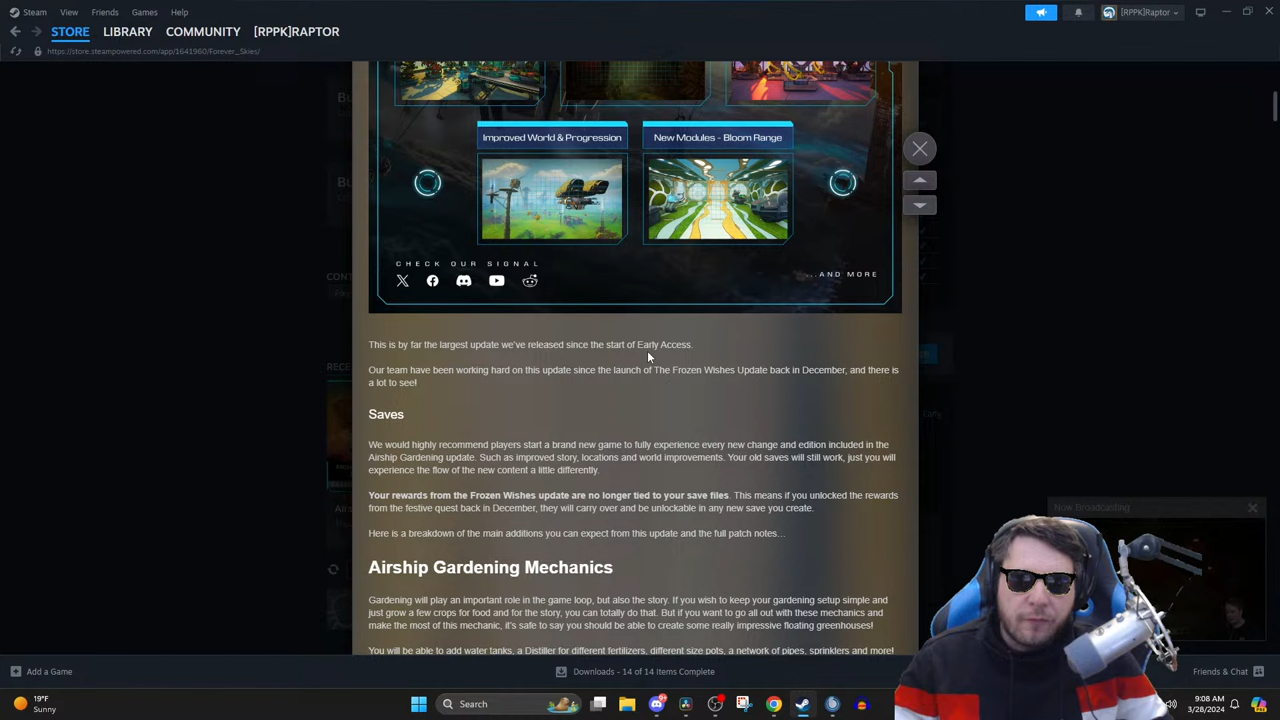 Steam View Friends Games Help
[RPPK]Raptor
STORE LIBRARY COMMUNITY [RPPK]RAPTOR
https://store.steampowered.com/app/1641960/Forever_Skies/
Improved World & Progression
New Modules - Bloom Range
CHECK OUR SIGNAL
...AND MORE
This is by far the largest update we've released since the start of Early Access.
Our team have been working hard on this update since the launch of The Frozen Wishes Update back in December, and there is
a lot to see!
Saves
We would highly recommend players start a brand new game to fully experience every new change and edition included in the
Airship Gardening update. Such as improved story, locations and world improvements. Your old saves will still work, just you will
experience the flow of the new content a little differently.
Your rewards from the Frozen Wishes update are no longer tied to your save files. This means if you unlocked the rewards
from the festive quest back in December, they will carry over and be unlockable in any new save you create.
Here is a breakdown of the main additions you can expect from this update and the full patch notes…
Now Broadcasting
Airship Gardening Mechanics
Gardening will play an important role in the game loop, but also the story. If you wish to keep your gardening setup simple and
just grow a few crops for food and for the story, you can totally do that. But if you want to go all out with these mechanics and
make the most of this mechanic, it's safe to say you should be able to create some really impressive floating greenhouses!
You will be able to add water tanks, a Distiller for different fertilizers, different size pots, a network of pipes, sprinklers and more!
Add a Game
Downloads - 14 of 14 Items Complete
Friends & Chat
19°F
Sunny
Search
9:08 AM
3/28/2024